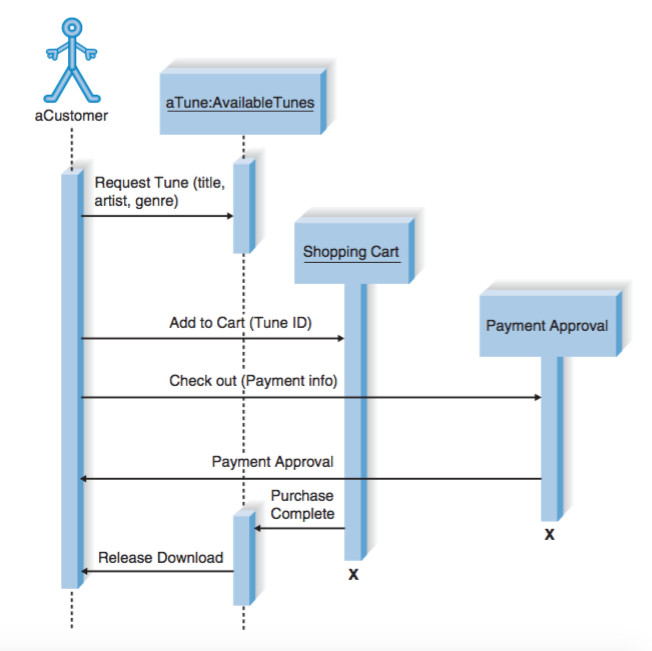 aCustomer
aTune:AvailableTunes
Request Tune (title,
artist, genre)
Shopping Cart
Add to Cart (Tune ID)
Payment Approval
Check out (Payment info)
Payment Approval
Purchase
Complete
X
Release Download
X